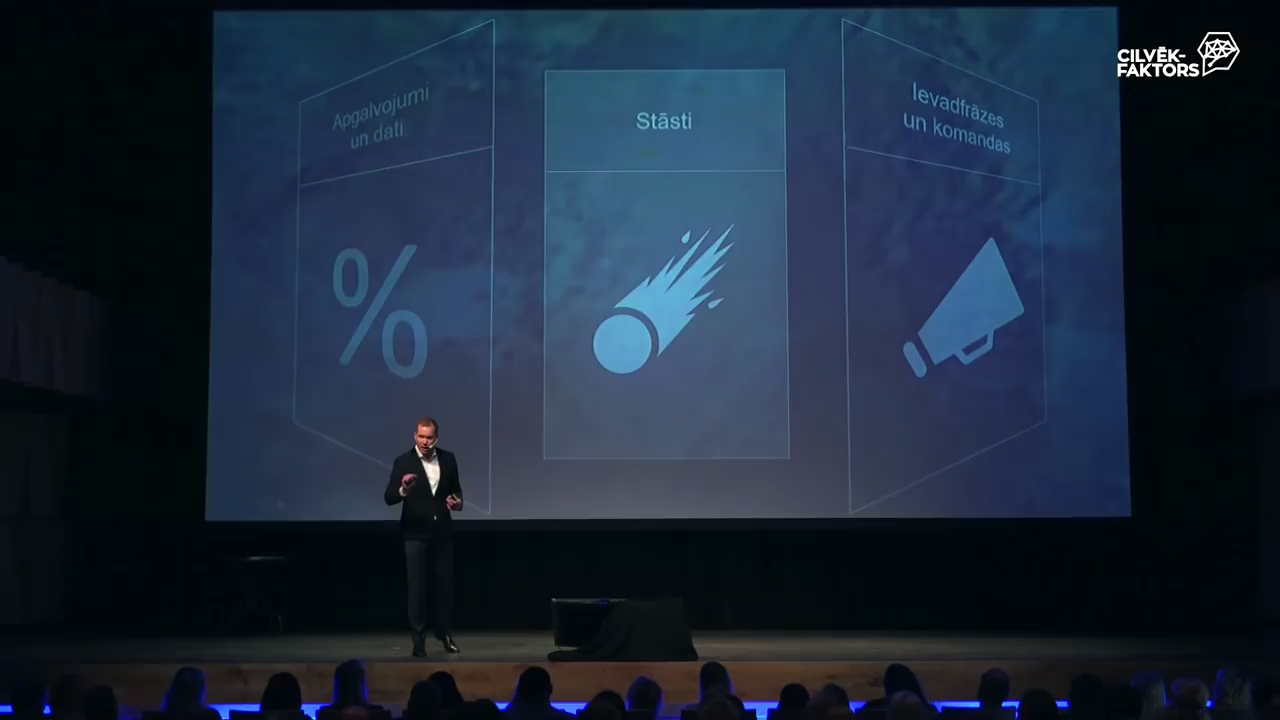 Apgalvojumi
un dati
Stāsti
Ievadfrāzes
un komandas
%
CILVĒK-
FAKTORS